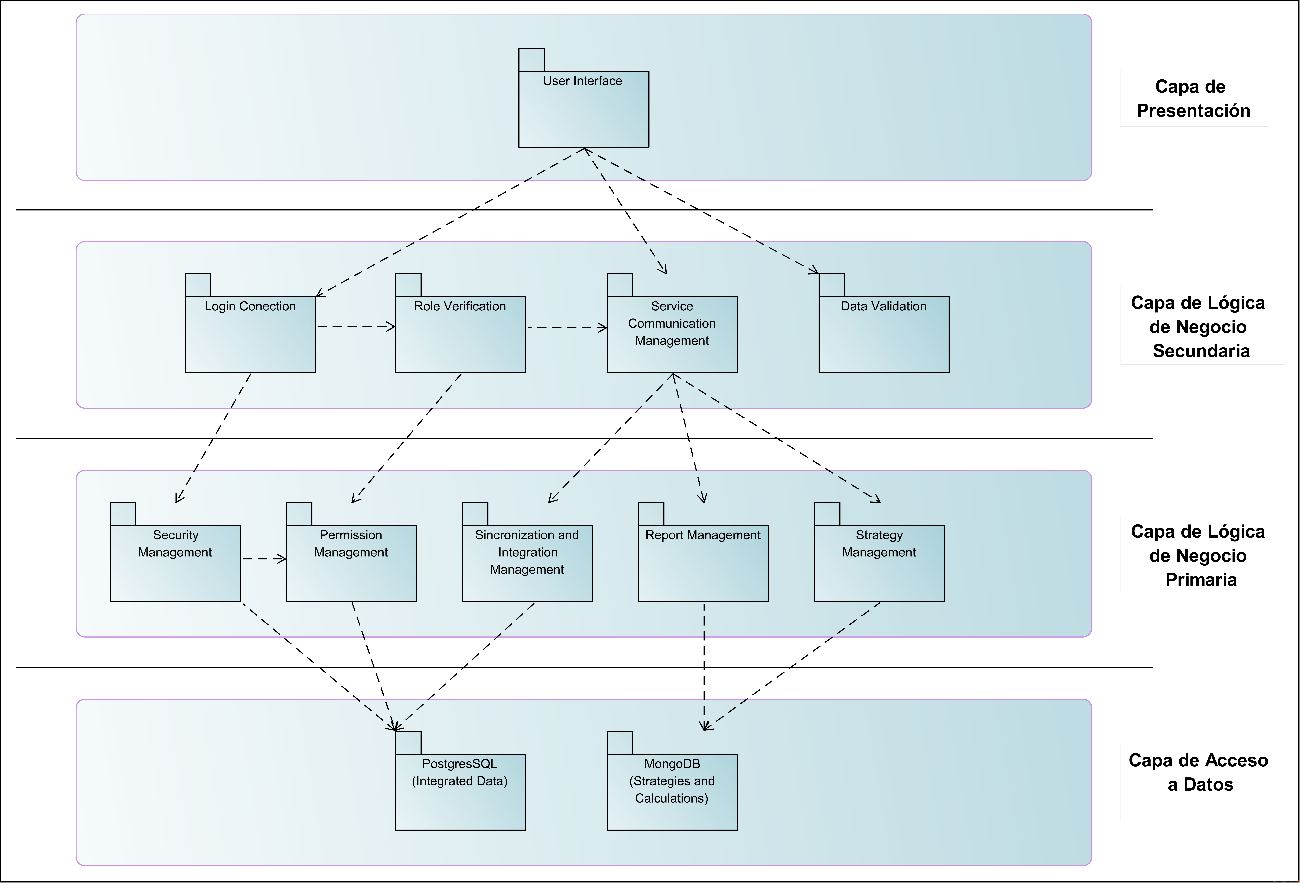 User Interface
Capa de
Presentación
Login Conection
Role Verification
Service
Communication
Management
Data Validation
Capa de Lógica
de Negocio
Secundaria
Security
Management
Permission
Management
Sincronization and
Integration
Management
Report Management
Strategy
Management
Capa de Lógica
de Negocio
Primaria
PostgresSQL
(Integrated Data)
MongoDB
(Strategies and
Calculations)
Capa de Acceso
a Datos